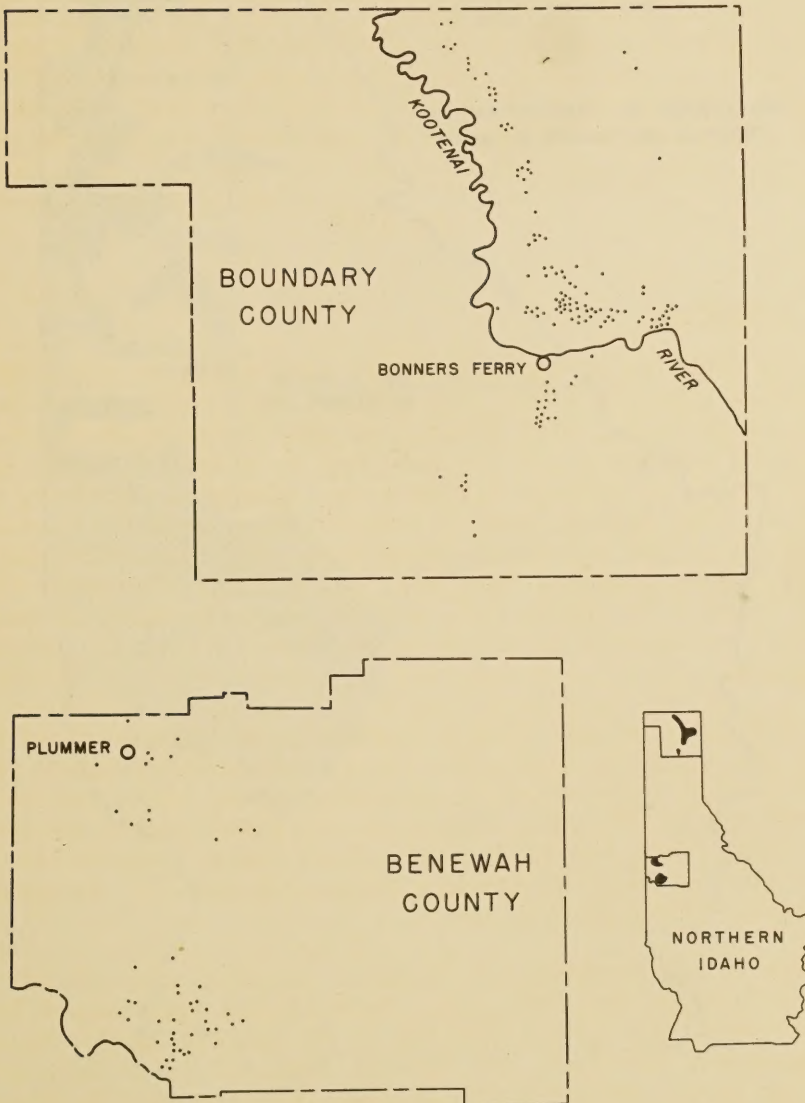 KOOTENAI
RIVER
BOUNDARY
COUNTY
BONNERS FERRY
PLUMMER
BENEWAH
COUNTY
NORTHERN
IDAHO